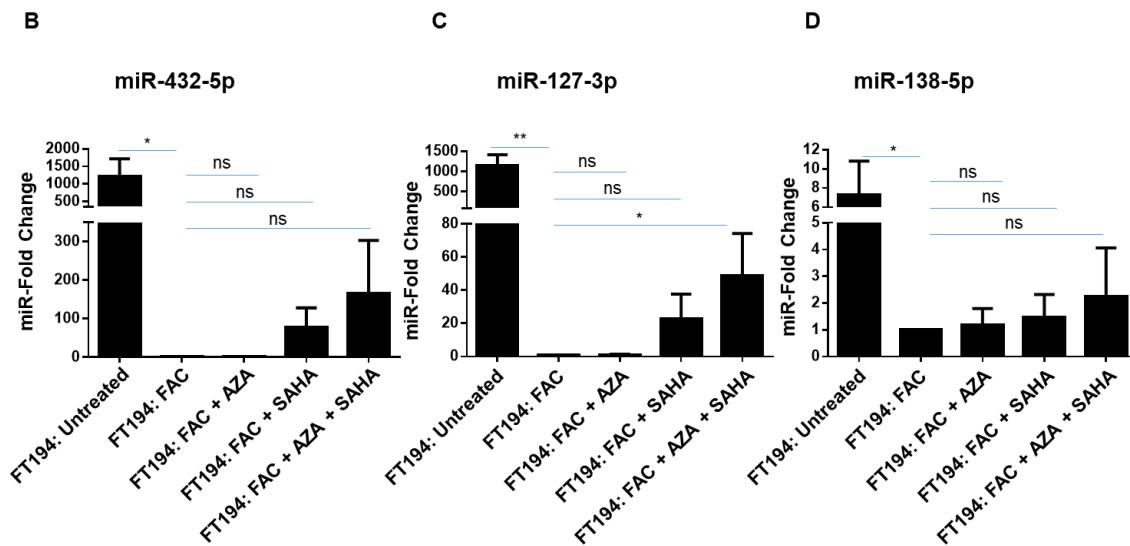 B
miR-432-5p
miR-Fold Change
2000
1500
1000
500
300
200
100
0
*
ns
ns
ns
FT194: Untreated
FT194: FAC
FT194: FAC + AZA
FT194: FAC + SAHA
FT194: FAC + AZA + SAHA
C
miR-127-3p
miR-Fold Change
1500
1000
500
80
60
40
20
0
**
ns
ns
*
FT194: Untreated
FT194: FAC
FT194: FAC + AZA
FT194: FAC + SAHA
FT194: FAC + AZA + SAHA
D
miR-138-5p
miR-Fold Change
12
10
8
6
5
4
3
2
1
0
*
ns
ns
ns
FT194: Untreated
FT194: FAC
FT194: FAC + AZA
FT194: FAC + SAHA
FT194: FAC + AZA + SAHA